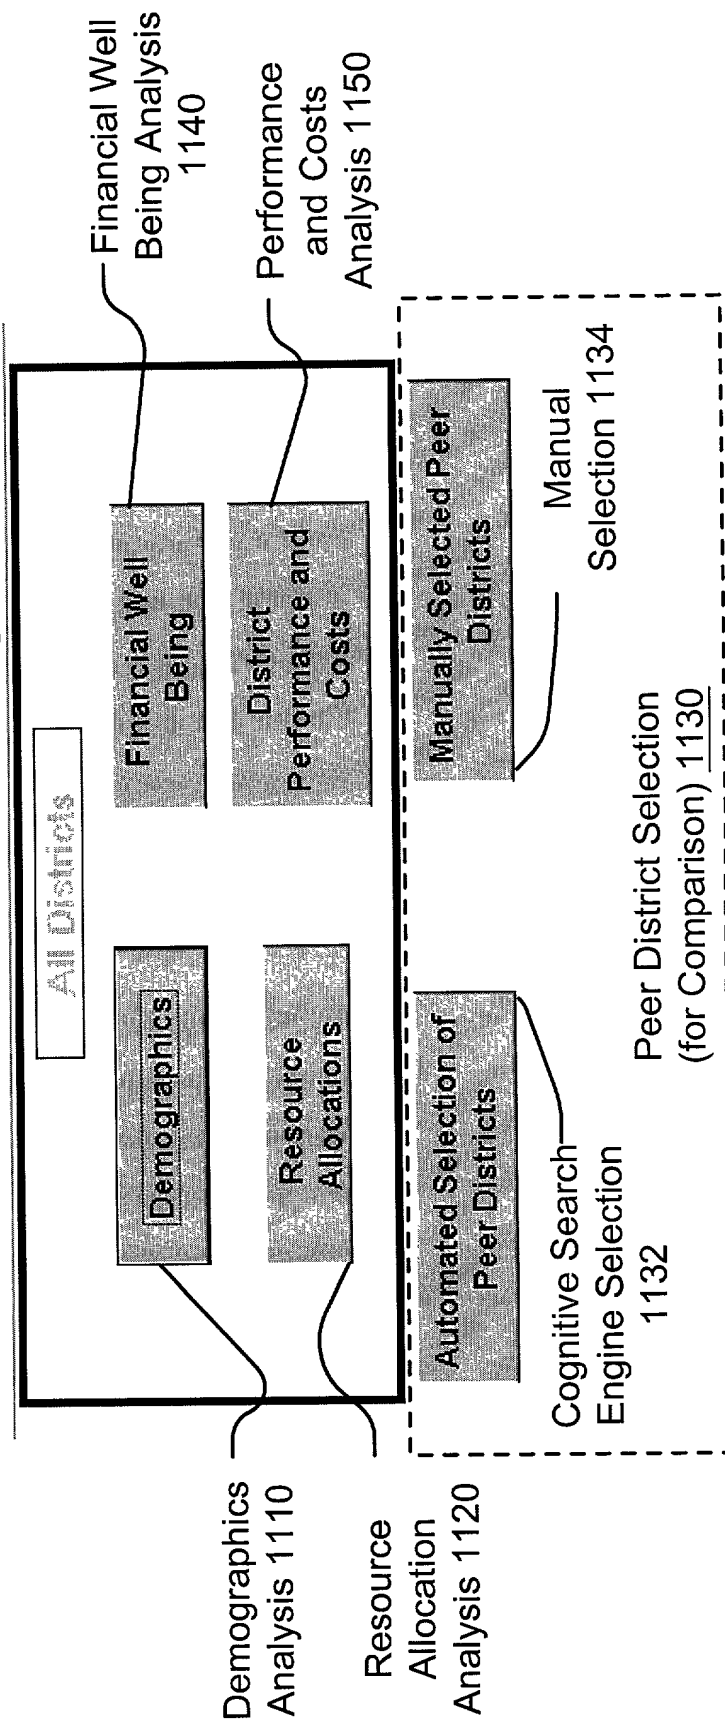 All Districts
Demographics
Financial Well
Being
Resource
Allocations
District
Performance and
Costs
Automated Selection of
Peer Districts
Manually Selected Peer
Districts
Demographics
Analysis 1110
Resource
Allocation
Analysis 1120
Financial Well
Being Analysis
1140
Performance
and Costs
Analysis 1150
Cognitive Search
Engine Selection
1132
Manual
Selection 1134
Peer District Selection
(for Comparison) 1130